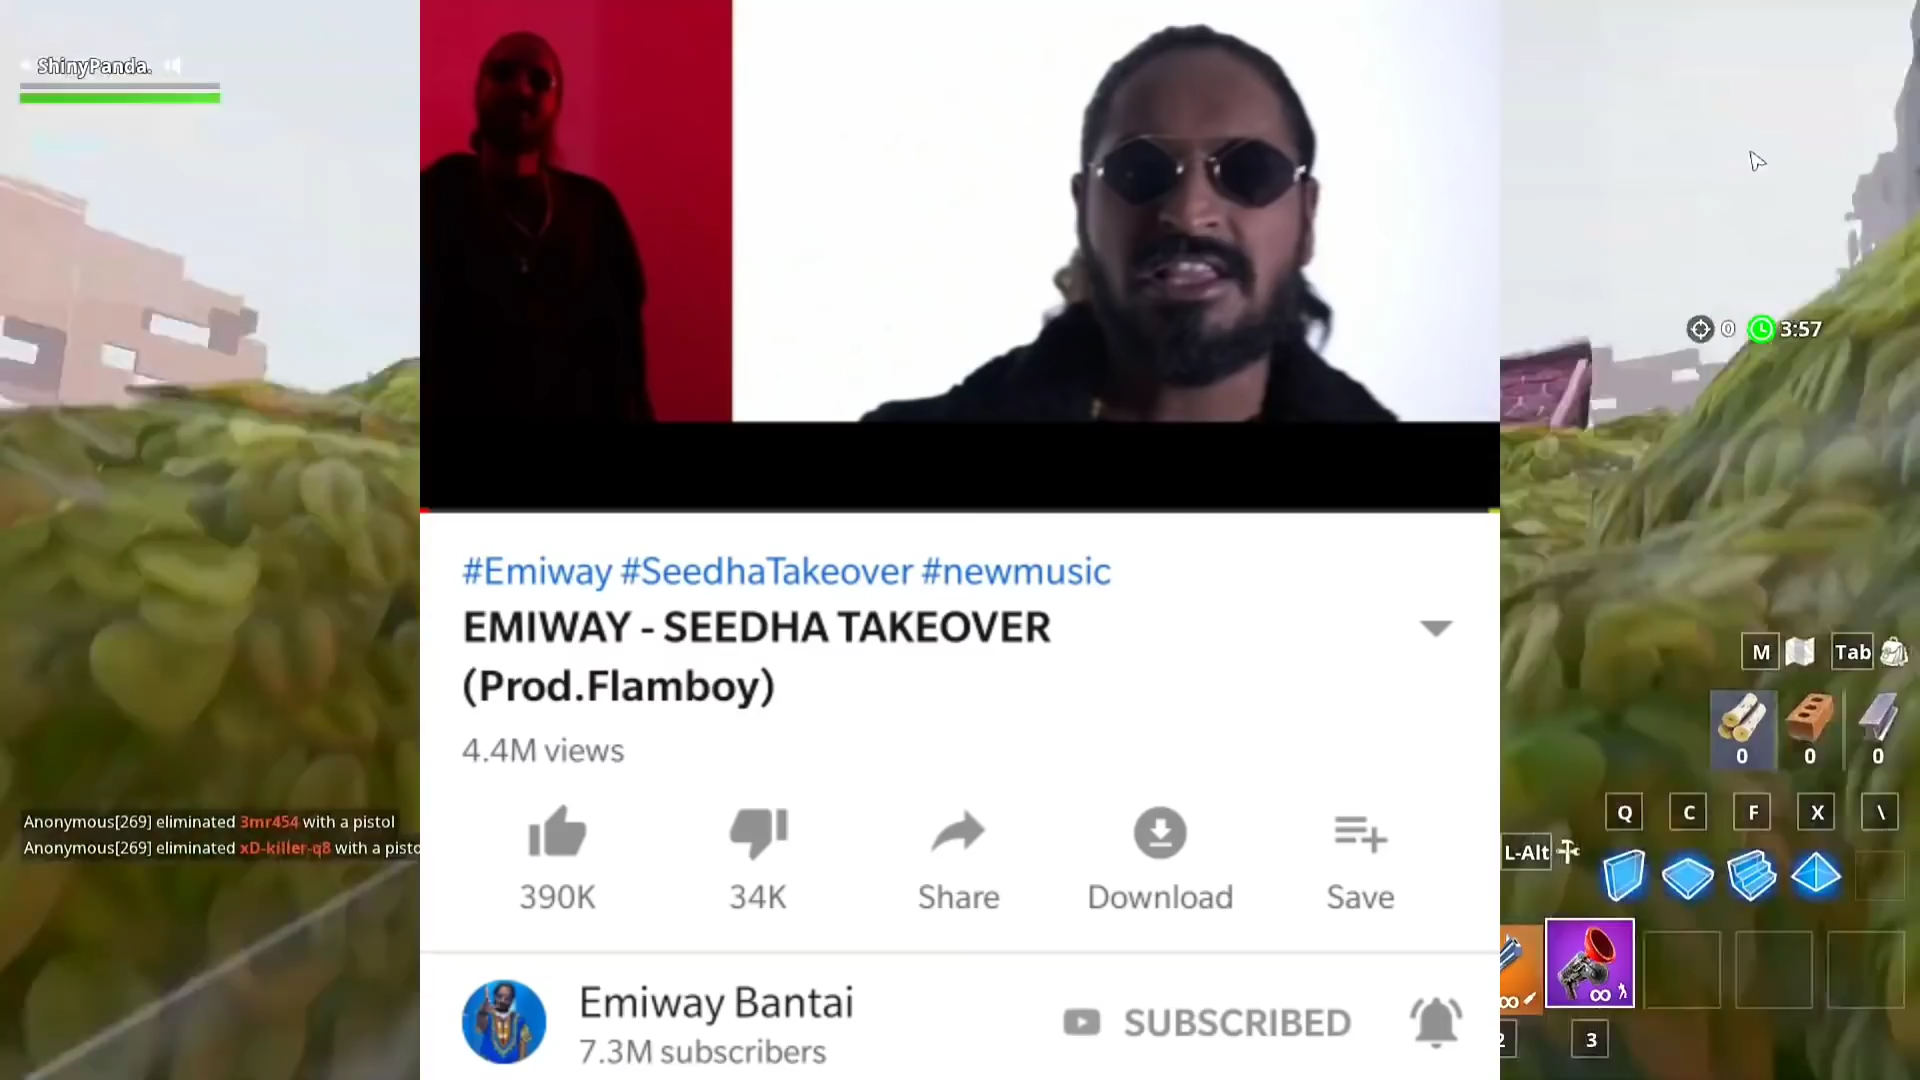 ShinyPanda.
#Emiway #SeedhaTakeover #newmusic
EMIWAY - SEEDHA TAKEOVER
(Prod.Flamboy)
4.4M views
390K
34K
Share
Download
Save
Emiway Bantai
7.3M subscribers
SUBSCRIBED
Anonymous[269] eliminated 3mr454 with a pistol
Anonymous[269] eliminated xD-killer-q8 with a pisto
0 3:57
M Tab
0 0 0
Q C F X \
L-Alt
∞ ∞
2 3